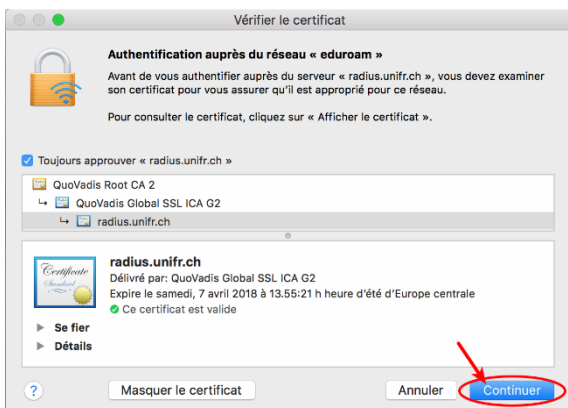 Vérifier le certificat
Authentification auprès du réseau « eduroam »
Avant de vous authentifier auprès du serveur « radius.unifr.ch », vous devez examiner
son certificat pour vous assurer qu'il est approprié pour ce réseau.
Pour consulter le certificat, cliquez sur « Afficher le certificat ».
Toujours approuver « radius.unifr.ch »
QuoVadis Root CA 2
QuoVadis Global SSL ICA G2
radius.unifr.ch
Certificate
Standard
radius.unifr.ch
Délivré par: QuoVadis Global SSL ICA G2
Expire le samedi, 7 avril 2018 à 13.55:21 h heure d'été d'Europe centrale
Ce certificat est valide
Se fier
Détails
?
Masquer le certificat
Annuler
Continuer